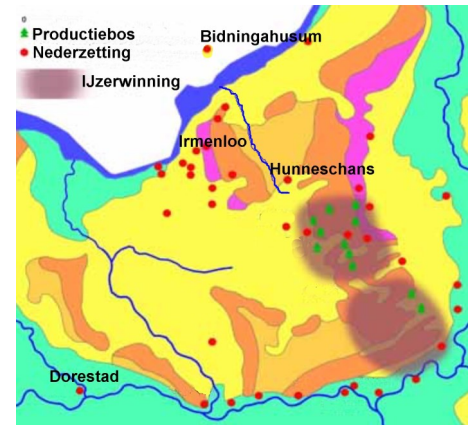 Productiebos
Nederzetting
IJzerwinning
Bidningahusum
Irmenloo
Hunneschans
Dorestad